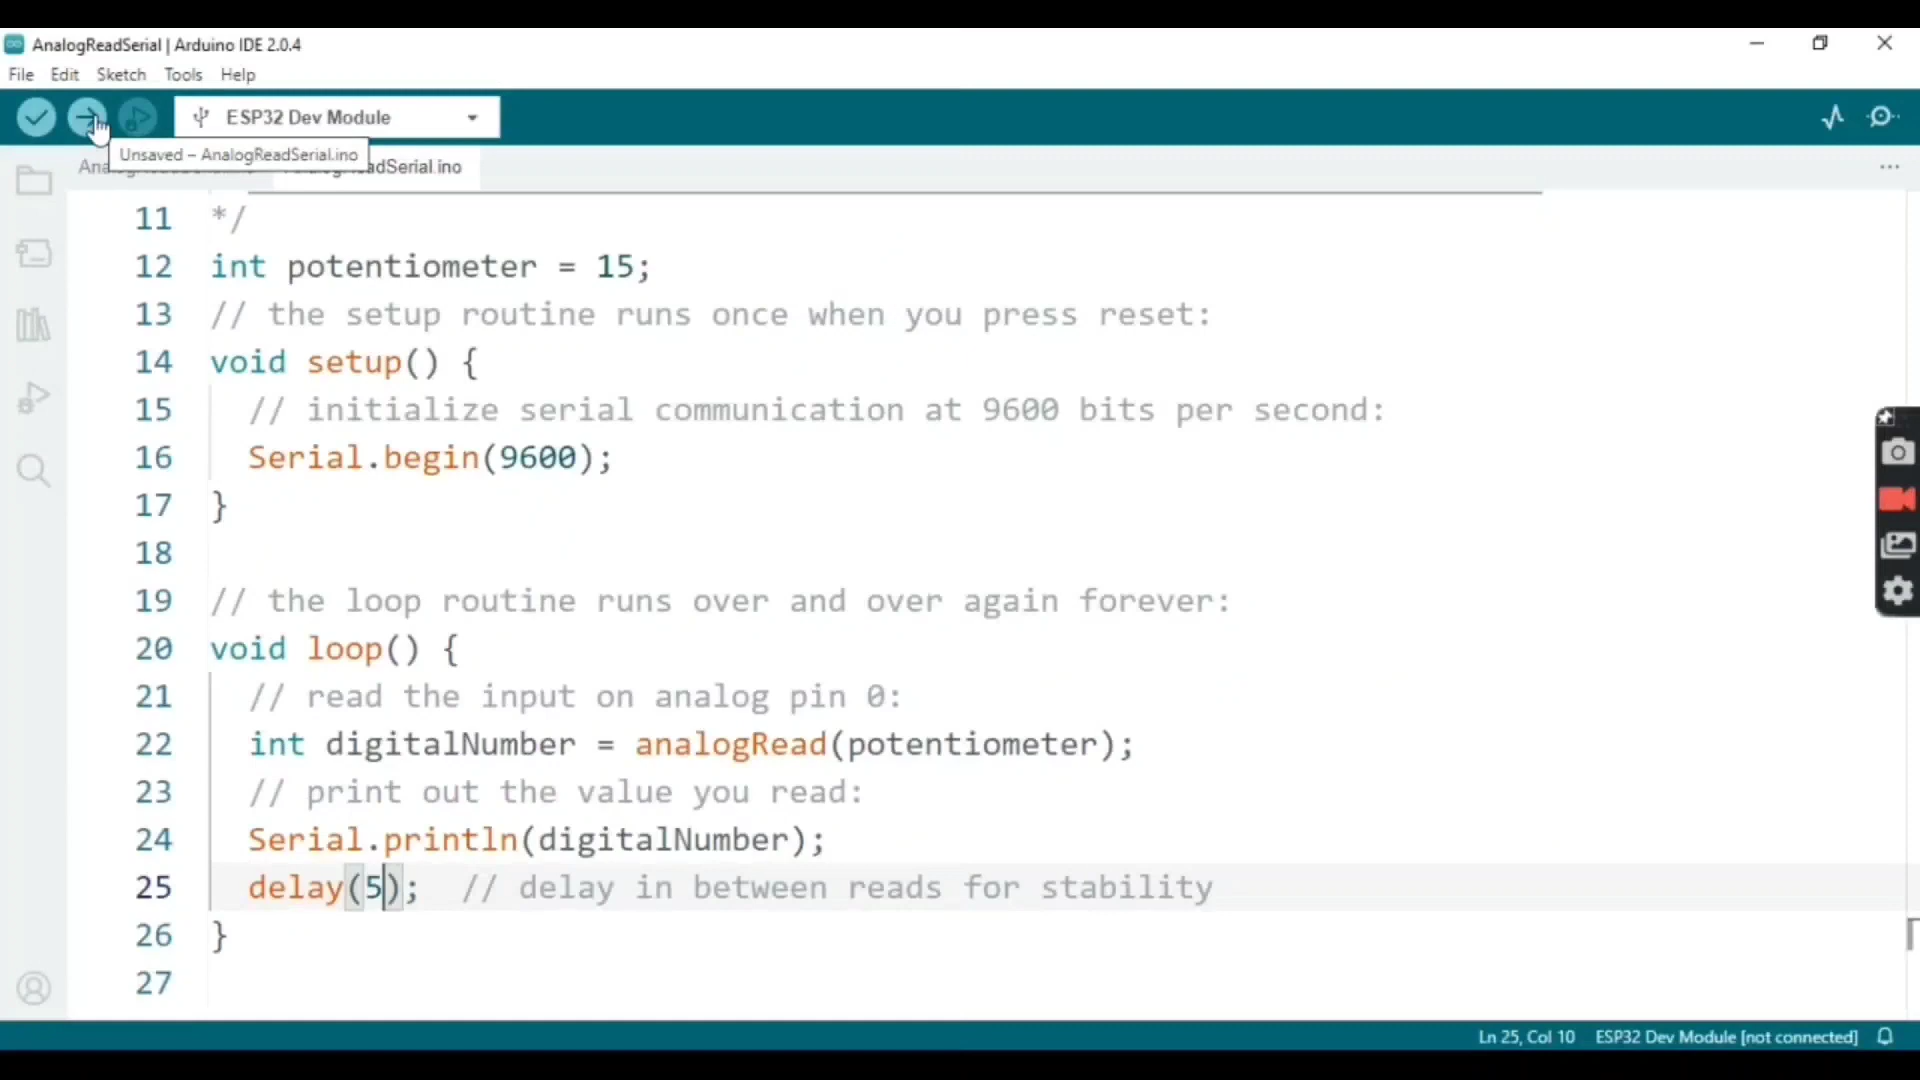 AnalogReadSerial | Arduino IDE 2.0.4
File Edit Sketch Tools Help
ESP32 Dev Module
Unsaved – AnalogReadSerial.ino
11 */
12 int potentiometer = 15;
13 // the setup routine runs once when you press reset:
14 void setup() {
15 // initialize serial communication at 9600 bits per second:
16 Serial.begin(9600);
17 }
18
19 // the loop routine runs over and over again forever:
20 void loop() {
21 // read the input on analog pin 0:
22 int digitalNumber = analogRead(potentiometer);
23 // print out the value you read:
24 Serial.println(digitalNumber);
25 delay(5); // delay in between reads for stability
26 }
27
Ln 25, Col 10 ESP32 Dev Module [not connected]